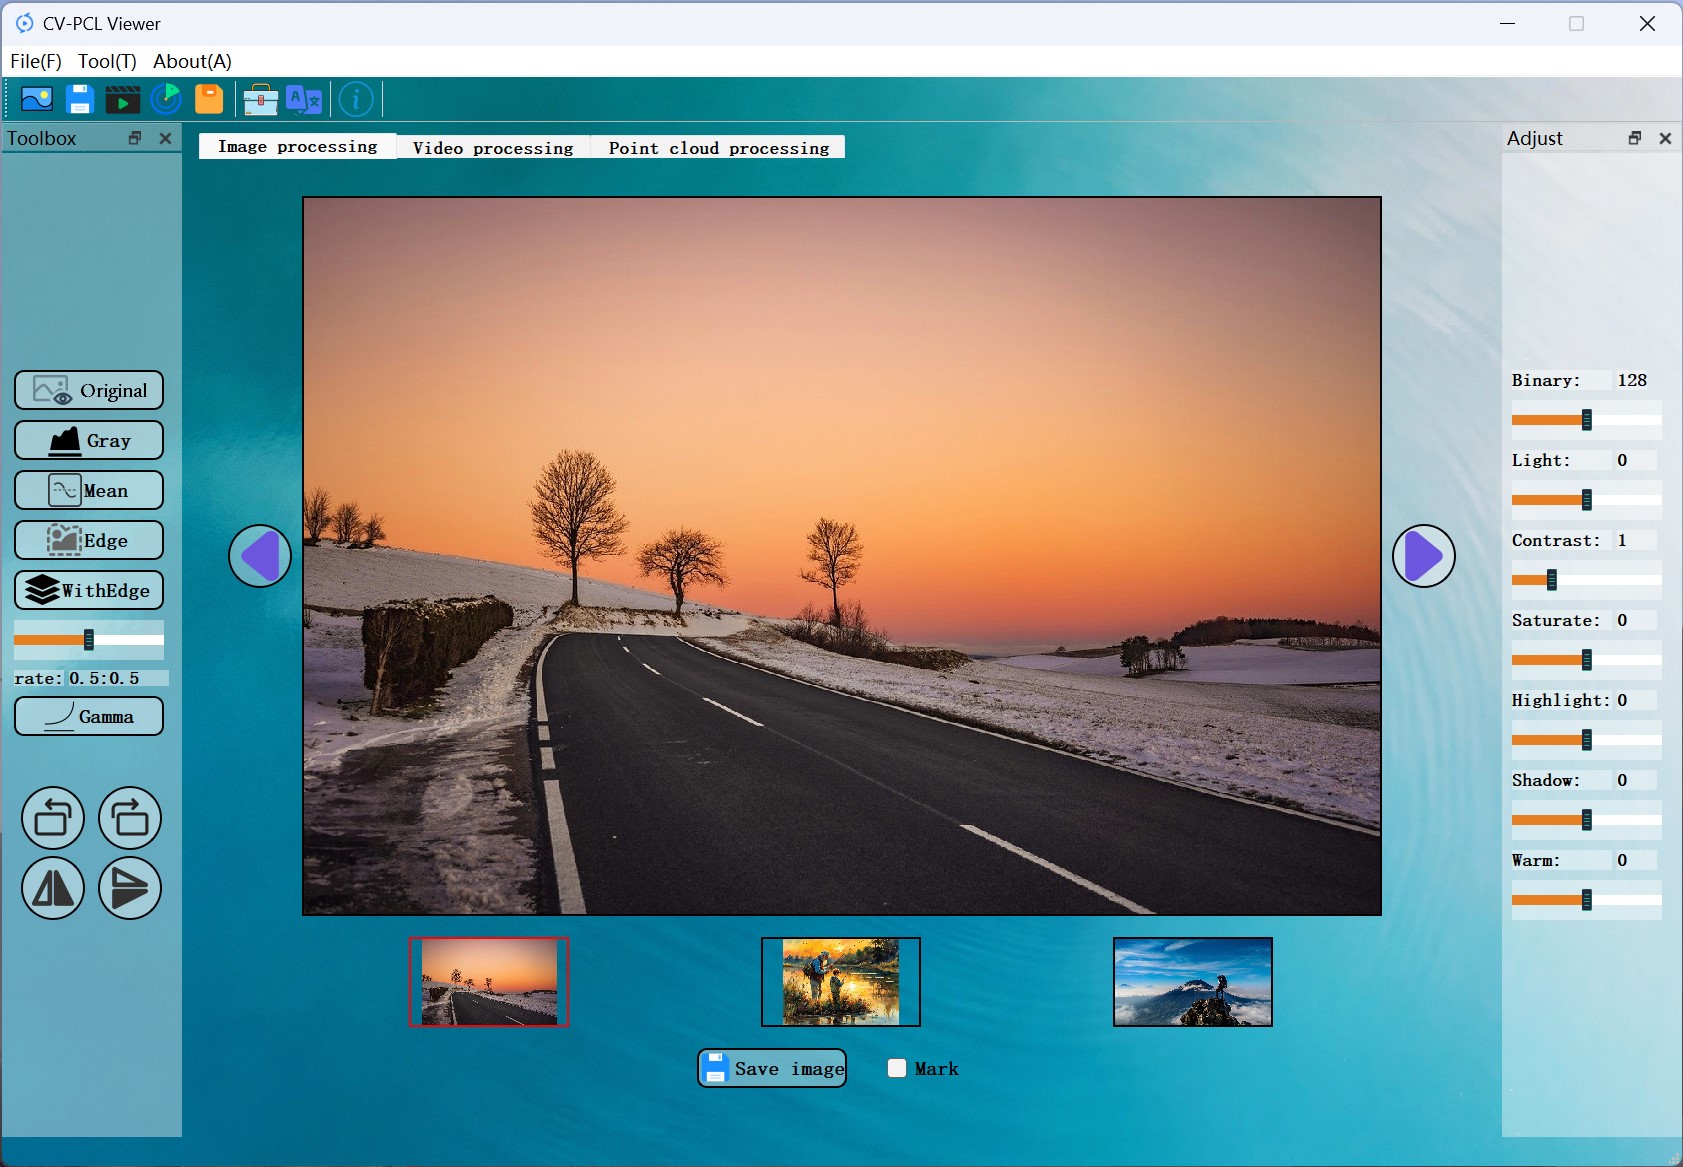 CV-PCL Viewer
File(F) Tool(T) About(A)
Toolbox
Image processing Video processing Point cloud processing
Adjust
Original
Gray
Mean
Edge
WithEdge
rate: 0.5:0.5
Gamma
Binary: 128
Light: 0
Contrast: 1
Saturate: 0
Highlight: 0
Shadow: 0
Warm: 0
Save image
Mark